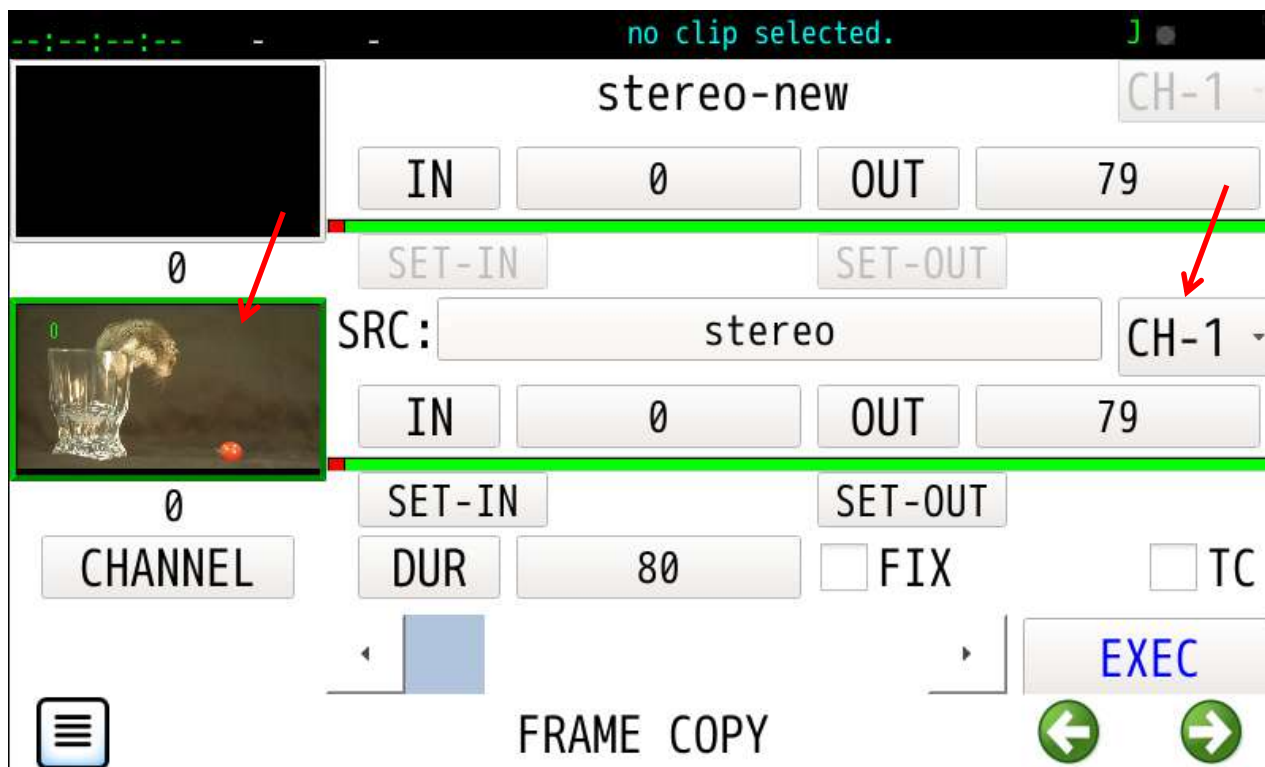 --:--:--:-- - - no clip selected. J
stereo-new CH-1
IN 0 OUT 79
0 SET-IN SET-OUT
0
SRC: stereo CH-1
IN 0 OUT 79
0 SET-IN SET-OUT
CHANNEL DUR 80 FIX TC
EXEC
FRAME COPY